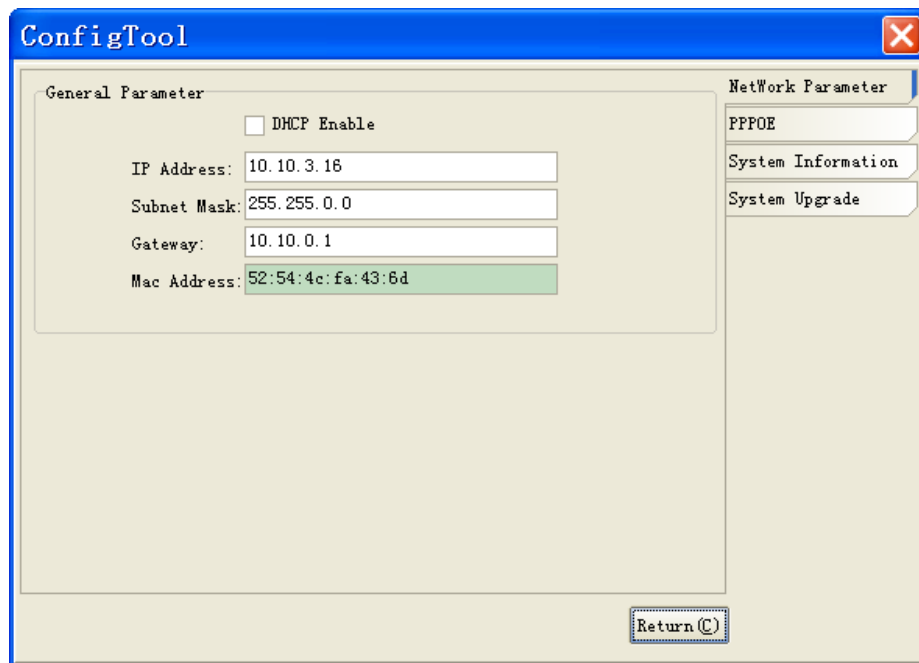 ConfigTool
General Parameter
DHCP Enable
IP Address: 10.10.3.16
Subnet Mask: 255.255.0.0
Gateway: 10.10.0.1
Mac Address: 52:54:4c:fa:43:6d
NetWork Parameter
PPPOE
System Information
System Upgrade
Return(C)